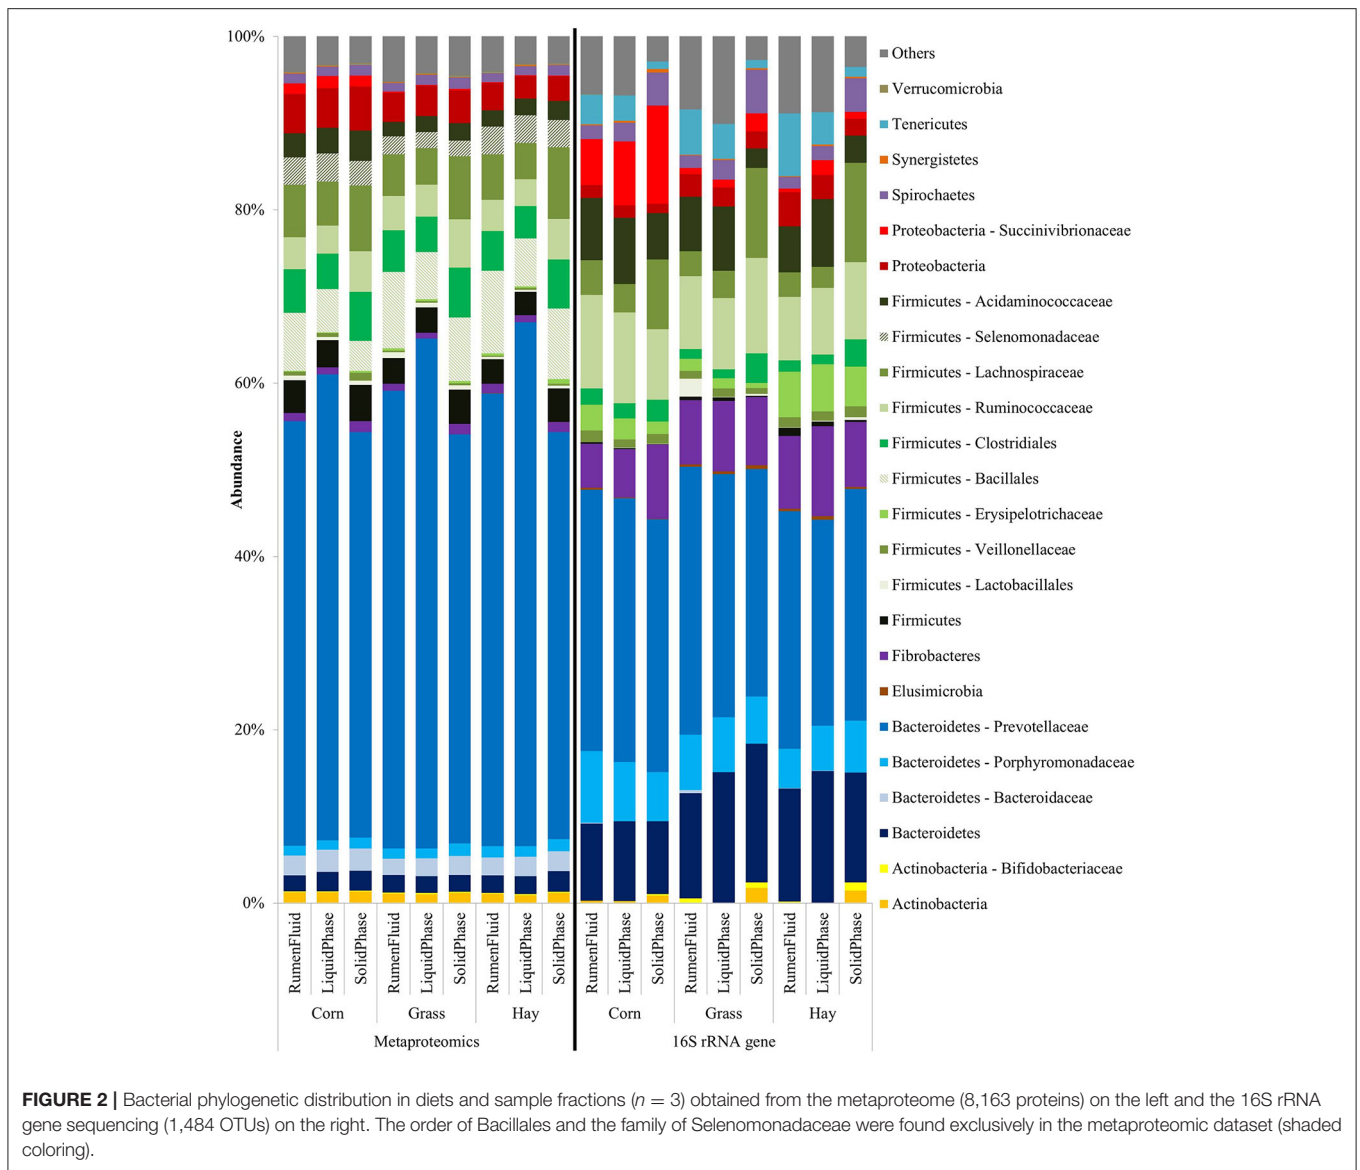 100%
80%
60%
40%
20%
0%
Abundance
RumenFluid
LiquidPhase
SolidPhase
RumenFluid
LiquidPhase
SolidPhase
RumenFluid
LiquidPhase
SolidPhase
RumenFluid
LiquidPhase
SolidPhase
RumenFluid
LiquidPhase
SolidPhase
RumenFluid
LiquidPhase
SolidPhase
Corn
Grass
Hay
Corn
Grass
Hay
Metaproteomics
16S rRNA gene
Others
Verrucomicrobia
Tenericutes
Synergistetes
Spirochaetes
Proteobacteria - Succinivibrionaceae
Proteobacteria
Firmicutes - Acidaminococcaceae
Firmicutes - Selenomonadaceae
Firmicutes - Lachnospiraceae
Firmicutes - Ruminococcaceae
Firmicutes - Clostridiales
Firmicutes - Bacillales
Firmicutes - Erysipelotrichaceae
Firmicutes - Veillonellaceae
Firmicutes - Lactobacillales
Firmicutes
Fibrobacteres
Elusimicrobia
Bacteroidetes - Prevotellaceae
Bacteroidetes - Porphyromonadaceae
Bacteroidetes - Bacteroidaceae
Bacteroidetes
Actinobacteria - Bifidobacteriaceae
Actinobacteria
FIGURE 2 | Bacterial phylogenetic distribution in diets and sample fractions (n = 3) obtained from the metaproteome (8,163 proteins) on the left and the 16S rRNA
gene sequencing (1,484 OTUs) on the right. The order of Bacillales and the family of Selenomonadaceae were found exclusively in the metaproteomic dataset (shaded
coloring).